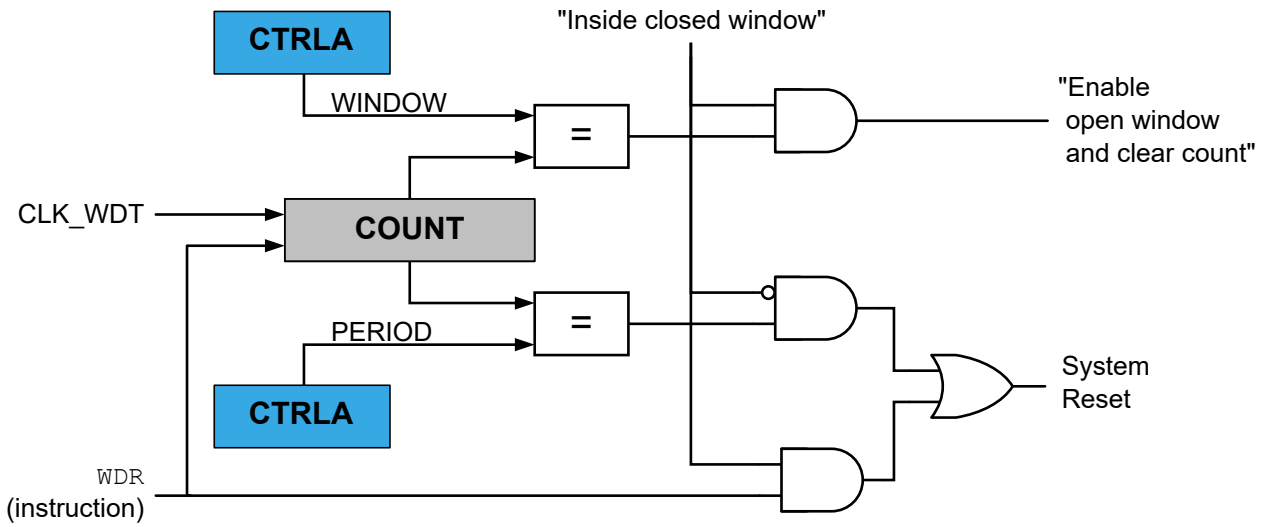 "Inside closed window"
CTRLA
WINDOW
=
"Enable
open window
and clear count"
CLK_WDT
COUNT
=
PERIOD
CTRLA
System
Reset
WDR
(instruction)